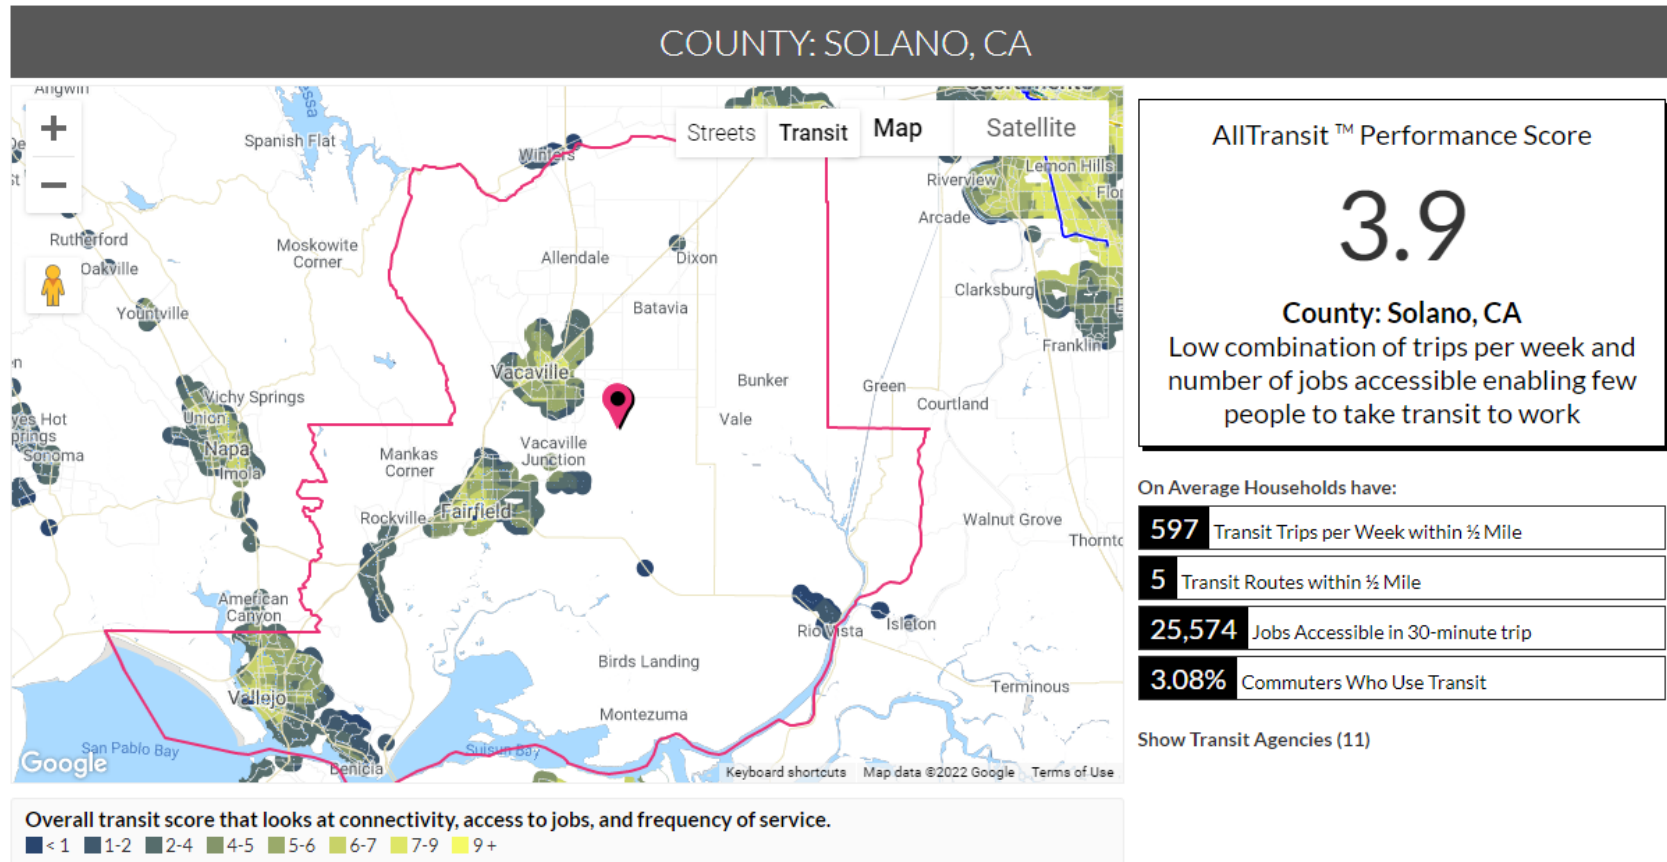 COUNTY: SOLANO, CA
Angwin
Spanish Flat
Winters
Streets
Transit
Map
Satellite
Sacramento
Riverview
Lemon Hills
Arcade
Rutherford
Oakville
Moskowite
Corner
Allendale
Dixon
Batavia
Clarksburg
Yountville
Franklin
Vacaville
Bunker
Green
Vichy Springs
Courtland
Union
Vale
Napa
Sonoma
Imola
Mankas
Corner
Vacaville
Junction
Rockville
Fairfield
Walnut Grove
American
Canyon
Rio Vista
Isleton
Birds Landing
Vallejo
Terminous
Montezuma
San Pablo Bay
Suisun Bay
Benicia
Google
Keyboard shortcuts
Map data ©2022 Google
Terms of Use
Overall transit score that looks at connectivity, access to jobs, and frequency of service.
< 1 1-2 2-4 4-5 5-6 6-7 7-9 9 +
AllTransit ™ Performance Score
3.9
County: Solano, CA
Low combination of trips per week and
number of jobs accessible enabling few
people to take transit to work
On Average Households have:
597 Transit Trips per Week within ½ Mile
5 Transit Routes within ½ Mile
25,574 Jobs Accessible in 30-minute trip
3.08% Commuters Who Use Transit
Show Transit Agencies (11)